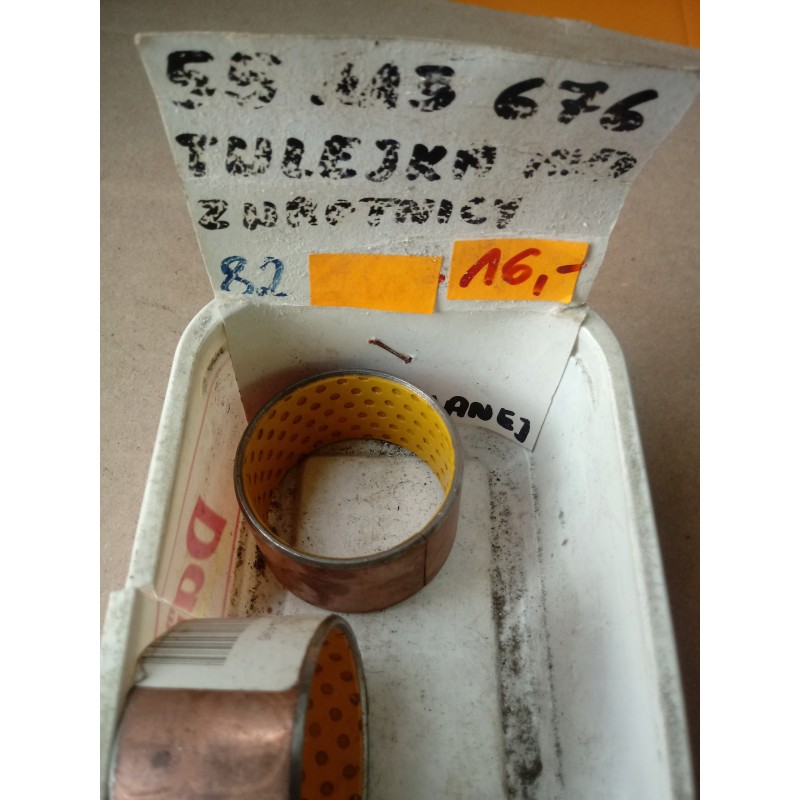 55 113 676
TULEJKA
ZWROTNICY
82 16,-
ANEJ
Da